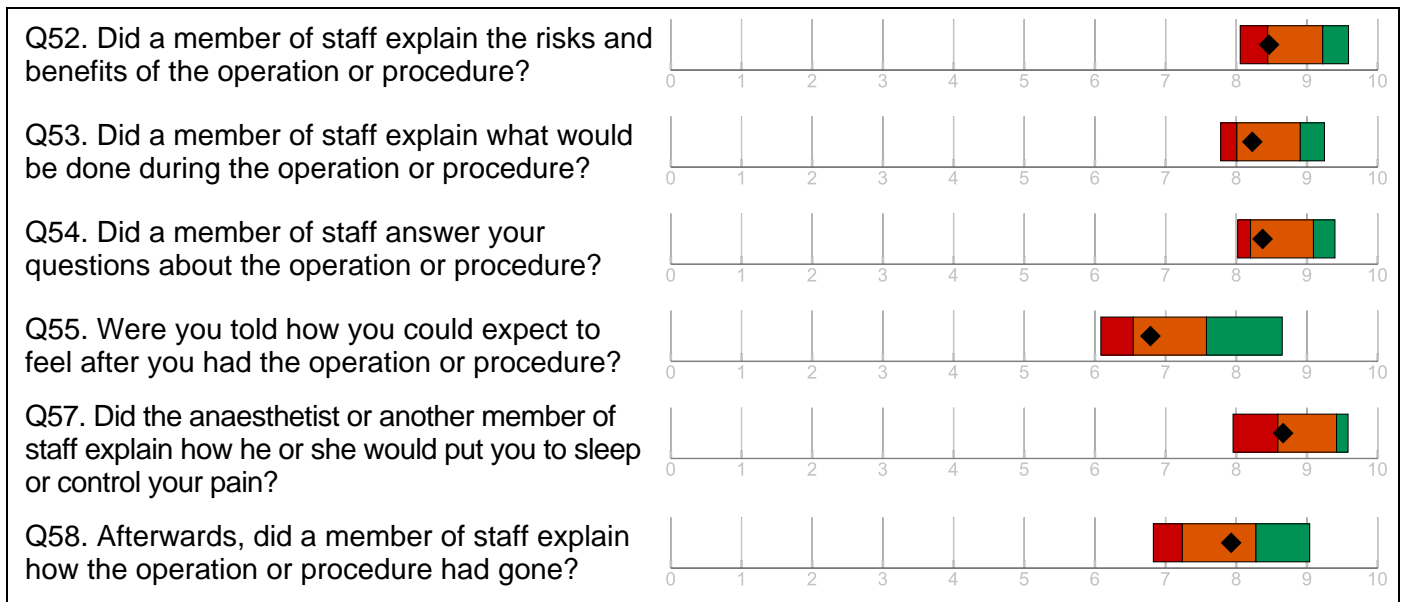 Q52. Did a member of staff explain the risks and
benefits of the operation or procedure?
0 1 2 3 4 5 6 7 8 9 10
Q53. Did a member of staff explain what would
be done during the operation or procedure?
0 1 2 3 4 5 6 7 8 9 10
Q54. Did a member of staff answer your
questions about the operation or procedure?
0 1 2 3 4 5 6 7 8 9 10
Q55. Were you told how you could expect to
feel after you had the operation or procedure?
0 1 2 3 4 5 6 7 8 9 10
Q57. Did the anaesthetist or another member of
staff explain how he or she would put you to sleep
or control your pain?
0 1 2 3 4 5 6 7 8 9 10
Q58. Afterwards, did a member of staff explain
how the operation or procedure had gone?
0 1 2 3 4 5 6 7 8 9 10